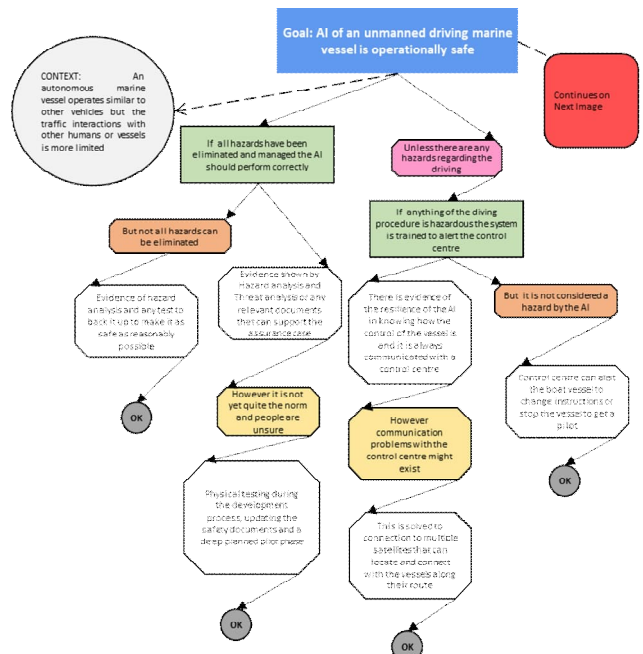 Goal: AI of an unmanned driving marine
vessel is operationally safe
CONTEXT: An
autonomous marine
vessel operates similar to
other vehicles but the
traffic interactions with
other humans or vessels
is more limited
Continues on
Next Image
If all hazards have been
eliminated and managed the AI
should perform correctly
Unless there are any
hazards regarding the
driving
But not all hazards can
be eliminated
If anything of the diving
procedure is hazardous the system
is trained to alert the control
centre
Evidence of hazard
analysis and any test to
back it up to make it as
safe as reasonably
possible
Evidence shown by
Hazard analysis and
Threat analysis or any
relevant documents
that can support the
assurance case
There is evidence of
the resilience of the AI
in knowing how the
control of the vessel is
and it is always
communicated with a
control centre
But it is not considered
a hazard by the AI
OK
However it is not
yet quite the norm
and people are
unsure
However
communication
problems with the
control centre might
exist
Control centre can alert
the boat vessel to
change instructions or
stop the vessel to get a
pilot
OK
Physical testing during
the development
process, updating the
safety documents and a
deep planned pilot phase
This is solved to
connection to multiple
satellites that can
locate and connect
with the vessels along
their route
OK
OK